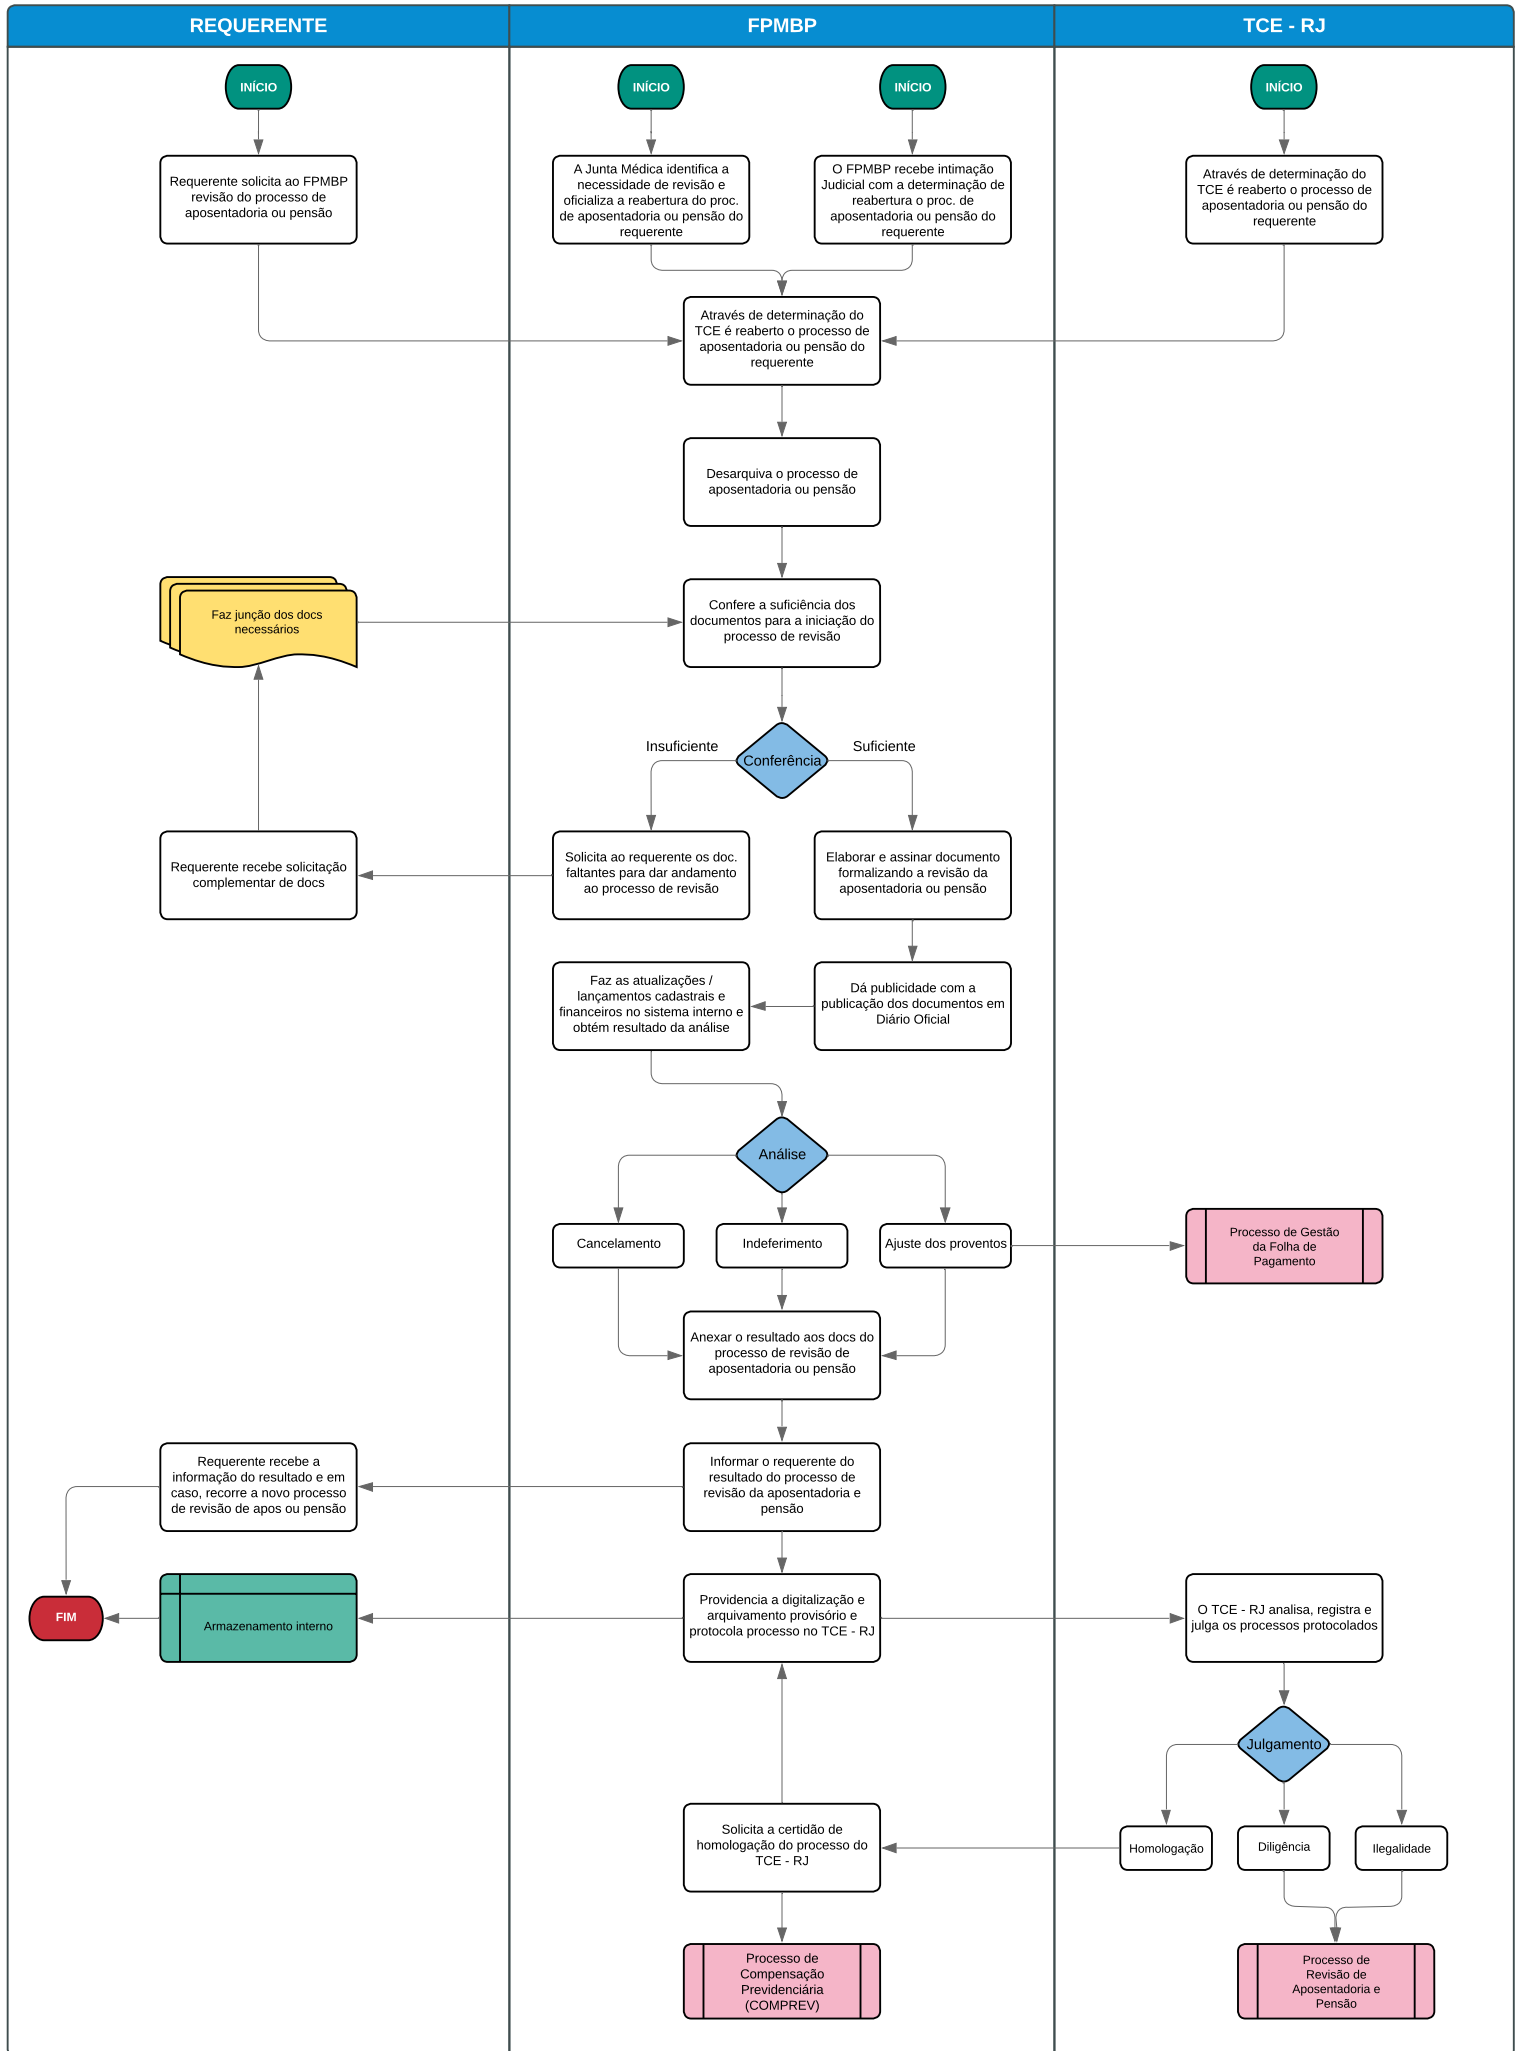 REQUERENTE
FPMBP
TCE - RJ
INÍCIO
INÍCIO
INÍCIO
INÍCIO
Requerente solicita ao FPMBP
revisão do processo de
aposentadoria ou pensão
A Junta Médica identifica a
necessidade de revisão e
oficializa a reabertura do proc.
de aposentadoria ou pensão do
requerente
O FPMBP recebe intimação
Judicial com a determinação de
reabertura o proc. de
aposentadoria ou pensão do
requerente
Através de determinação do
TCE é reaberto o processo de
aposentadoria ou pensão do
requerente
Através de determinação do
TCE é reaberto o processo de
aposentadoria ou pensão do
requerente
Desarquiva o processo de
aposentadoria ou pensão
Faz junção dos docs
necessários
Confere a suficiência dos
documentos para a iniciação do
processo de revisão
Insuficiente
Conferência
Suficiente
Requerente recebe solicitação
complementar de docs
Solicita ao requerente os doc.
faltantes para dar andamento
ao processo de revisão
Elaborar e assinar documento
formalizando a revisão da
aposentadoria ou pensão
Faz as atualizações /
lançamentos cadastrais e
financeiros no sistema interno e
obtém resultado da análise
Dá publicidade com a
publicação dos documentos em
Diário Oficial
Análise
Cancelamento
Indeferimento
Ajuste dos proventos
Processo de Gestão
da Folha de
Pagamento
Anexar o resultado aos docs do
processo de revisão de
aposentadoria ou pensão
Requerente recebe a
informação do resultado e em
caso, recorre a novo processo
de revisão de apos ou pensão
Informar o requerente do
resultado do processo de
revisão da aposentadoria e
pensão
FIM
Armazenamento interno
Providencia a digitalização e
arquivamento provisório e
protocola processo no TCE - RJ
O TCE - RJ analisa, registra e
julga os processos protocolados
Julgamento
Solicita a certidão de
homologação do processo do
TCE - RJ
Homologação
Diligência
Ilegalidade
Processo de
Compensação
Previdenciária
(COMPREV)
Processo de
Revisão de
Aposentadoria e
Pensão